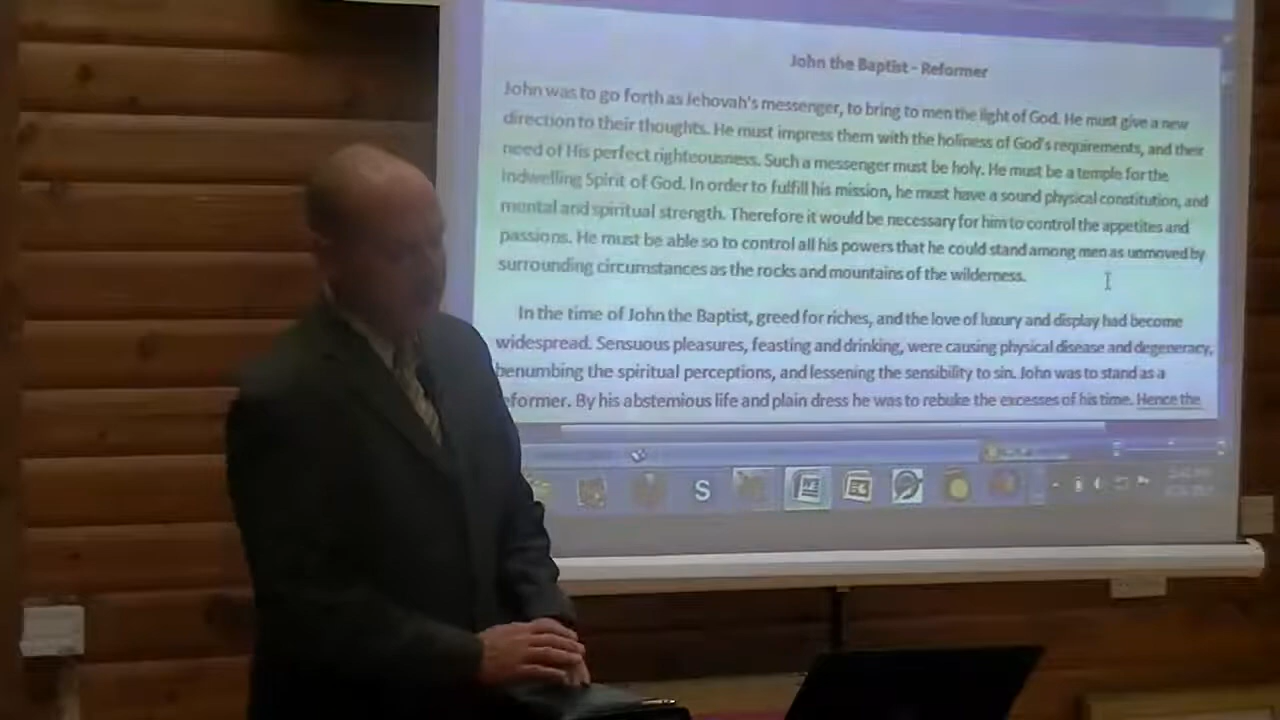 John the Baptist - Reformer
John was to go forth as Jehovah's messenger, to bring to men the light of God. He must give a new
direction to their thoughts. He must impress them with the holiness of God's requirements, and their
need of His perfect righteousness. Such a messenger must be holy. He must be a temple for the
indwelling Spirit of God. In order to fulfill his mission, he must have a sound physical constitution, and
mental and spiritual strength. Therefore it would be necessary for him to control the appetites and
passions. He must be able so to control all his powers that he could stand among men as unmoved by
surrounding circumstances as the rocks and mountains of the wilderness.
In the time of John the Baptist, greed for riches, and the love of luxury and display had become
widespread. Sensuous pleasures, feasting and drinking, were causing physical disease and degeneracy,
benumbing the spiritual perceptions, and lessening the sensibility to sin. John was to stand as a
eformer. By his abstemious life and plain dress he was to rebuke the excesses of his time. Hence the
S